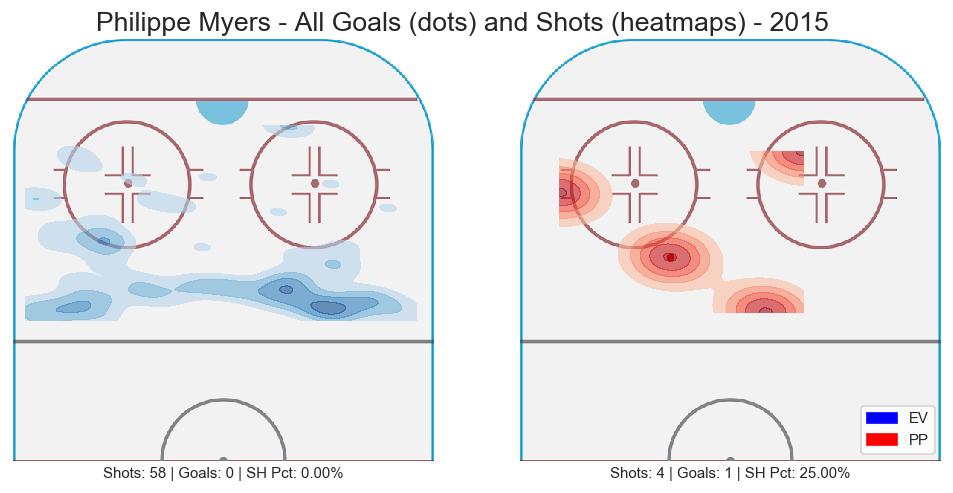 Philippe Myers - All Goals (dots) and Shots (heatmaps) - 2015
EV
PP
Shots: 58 | Goals: 0 | SH Pct: 0.00%
Shots: 4 | Goals: 1 | SH Pct: 25.00%